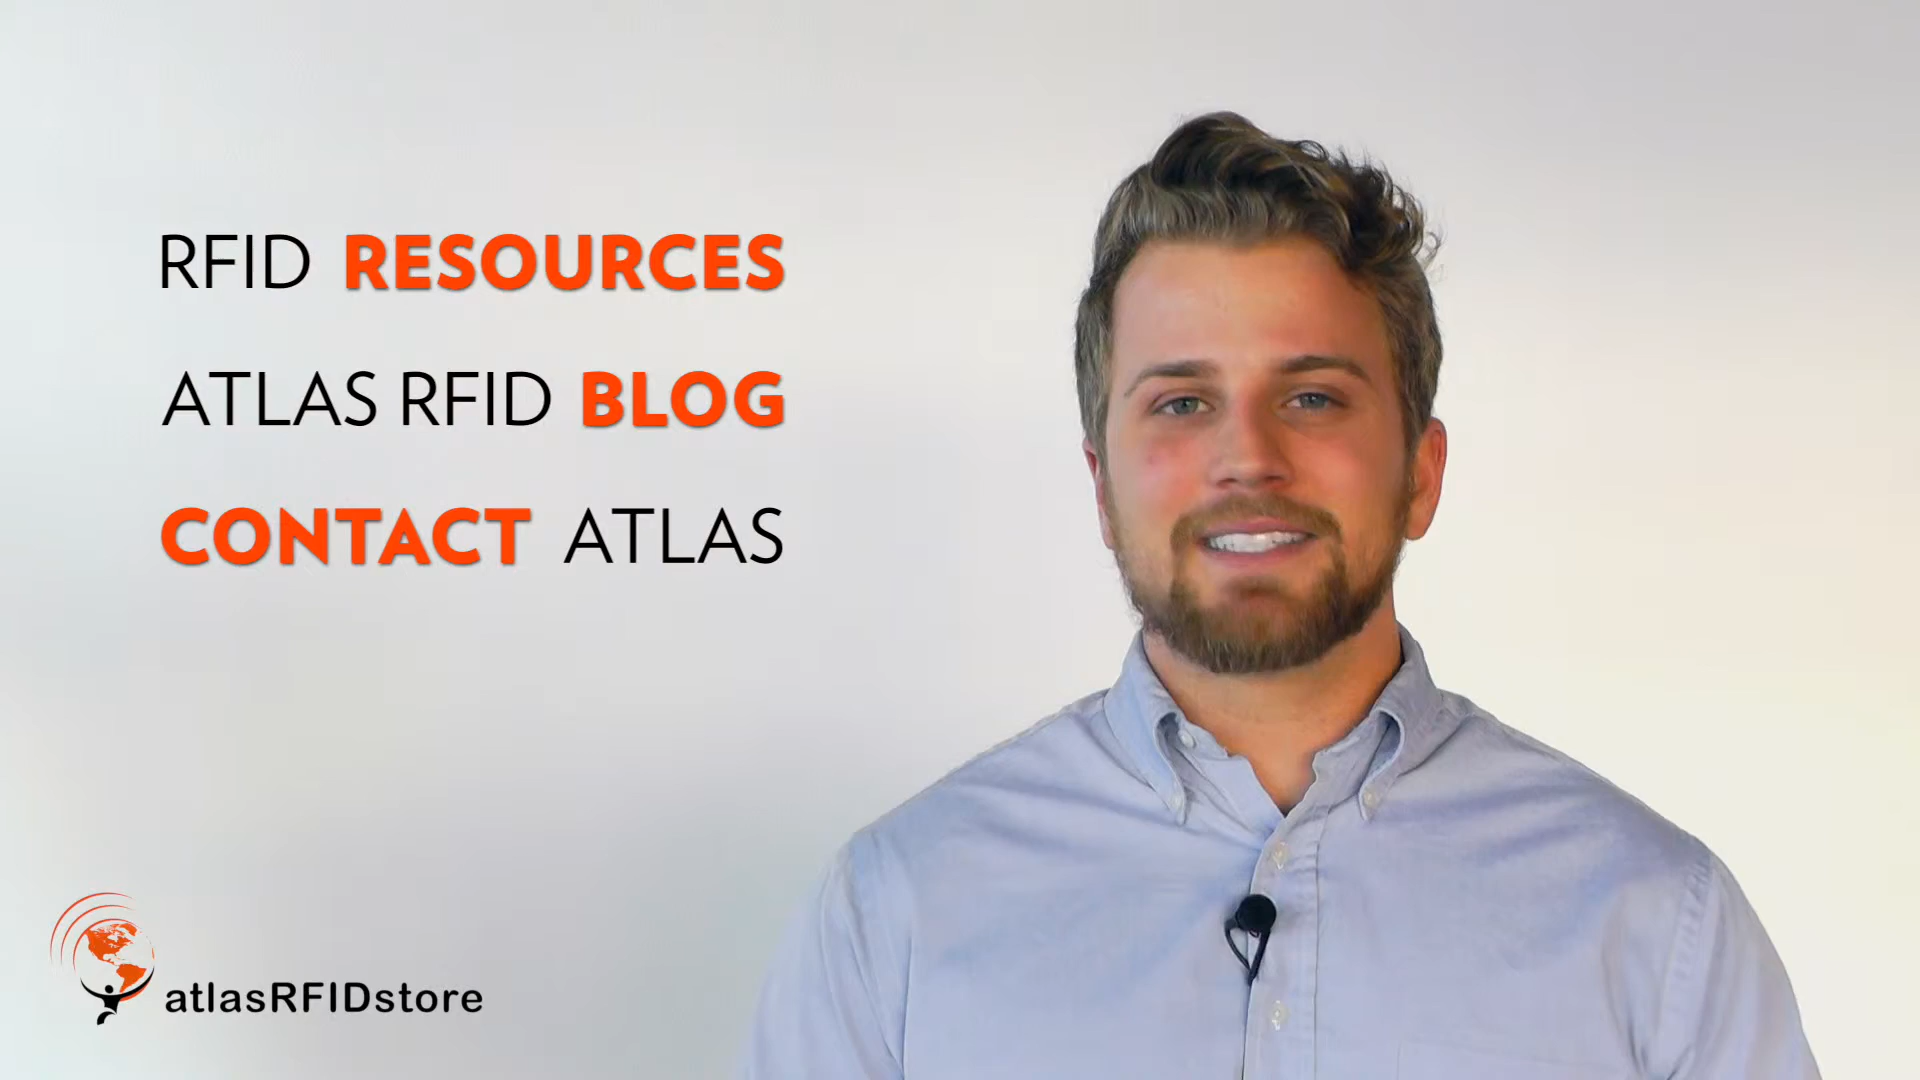 RFID RESOURCES
ATLAS RFID BLOG
CONTACT ATLAS
atlasRFIDstore